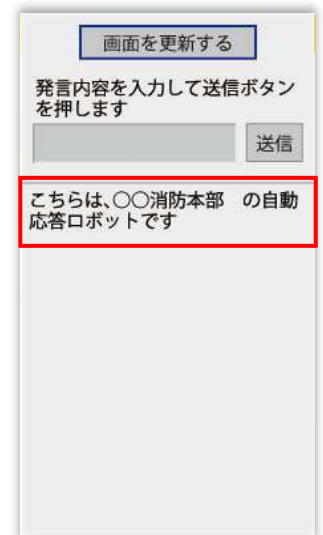 画面を更新する
発言内容を入力して送信ボタン
を押します
送信
こちらは、〇〇消防本部　の自動
応答ロボットです